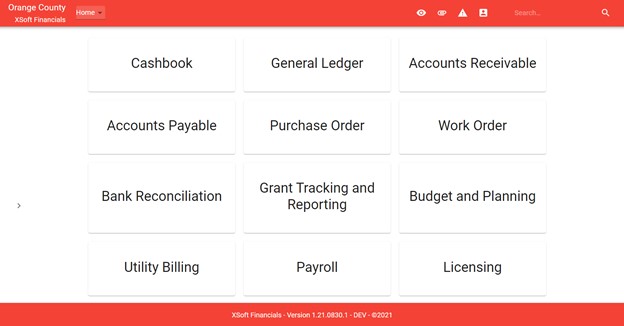 Orange County
XSoft Financials
Home
Search...
Cashbook
General Ledger
Accounts Receivable
Accounts Payable
Purchase Order
Work Order
Bank Reconciliation
Grant Tracking and
Reporting
Budget and Planning
Utility Billing
Payroll
Licensing
XSoft Financials - Version 1.21.0830.1 - DEV - ©2021